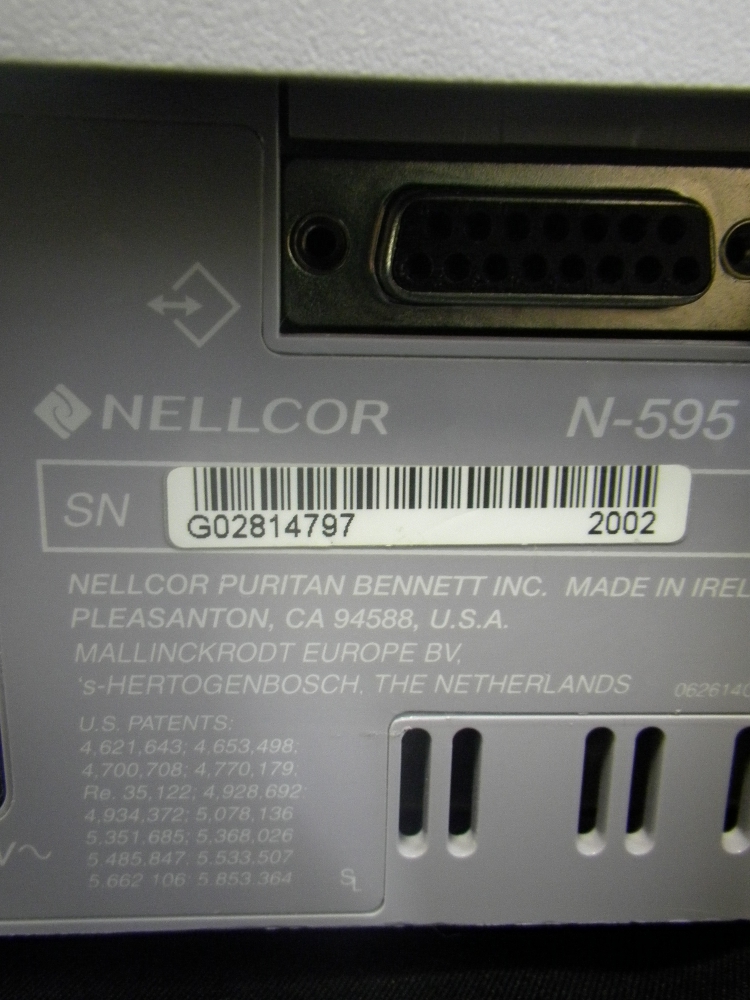 NELLCOR N-595
SN
G02814797 2002
NELLCOR PURITAN BENNETT INC. MADE IN IREL
PLEASANTON, CA 94588, U.S.A.
MALLINCKRODT EUROPE BV,
's-HERTOGENBOSCH. THE NETHERLANDS 062614
U.S. PATENTS:
4,621,643; 4,653,498;
4,700,708; 4,770,179.
Re. 35,122; 4,928,692;
4,934,372; 5,078,136
5,351,685; 5,368,026
5,485,847; 5,533,507
5,662 106; 5,853,364
V~